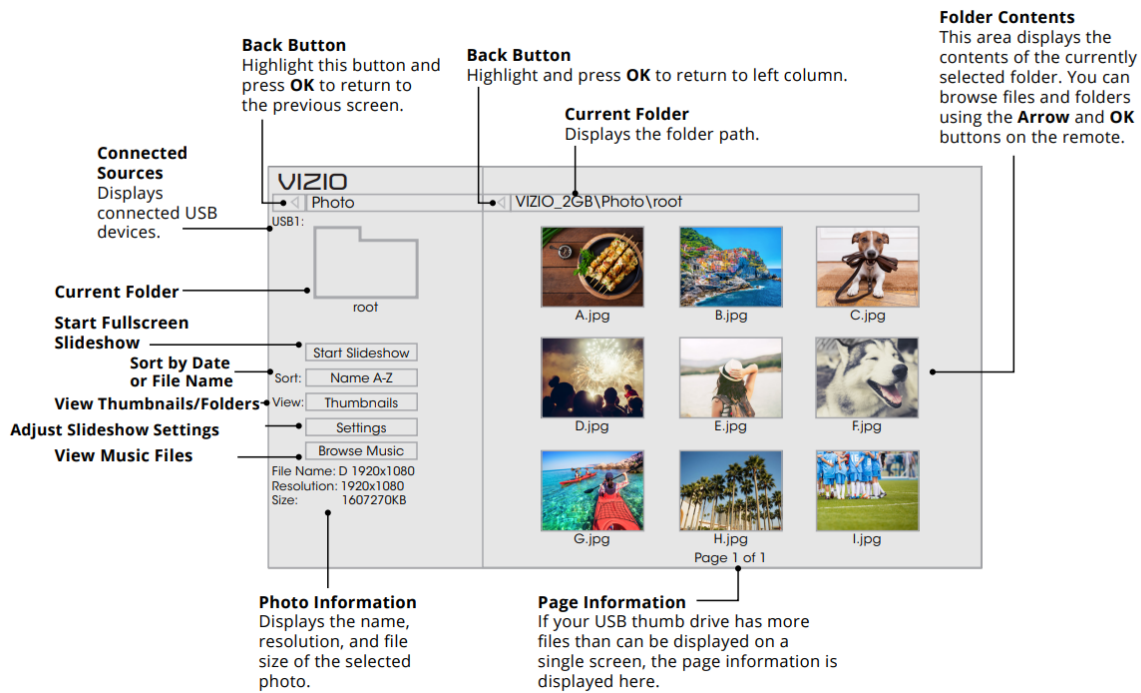 Back Button
Highlight this button and
press OK to return to
the previous screen.
Back Button
Highlight and press OK to return to left column.
Current Folder
Displays the folder path.
Folder Contents
This area displays the
contents of the currently
selected folder. You can
browse files and folders
using the Arrow and OK
buttons on the remote.
Connected
Sources
Displays
connected USB
devices.
Current Folder
Start Fullscreen
Slideshow
Sort by Date
or File Name
View Thumbnails/Folders
Adjust Slideshow Settings
View Music Files
VIZIO
Photo
VIZIO_2GB\Photo\root
USB1:
root
Start Slideshow
Sort: Name A-Z
View: Thumbnails
Settings
Browse Music
File Name: D 1920x1080
Resolution: 1920x1080
Size: 1607270KB
A.jpg B.jpg C.jpg
D.jpg E.jpg F.jpg
G.jpg H.jpg I.jpg
Page 1 of 1
Photo Information
Displays the name,
resolution, and file
size of the selected
photo.
Page Information
If your USB thumb drive has more
files than can be displayed on a
single screen, the page information is
displayed here.